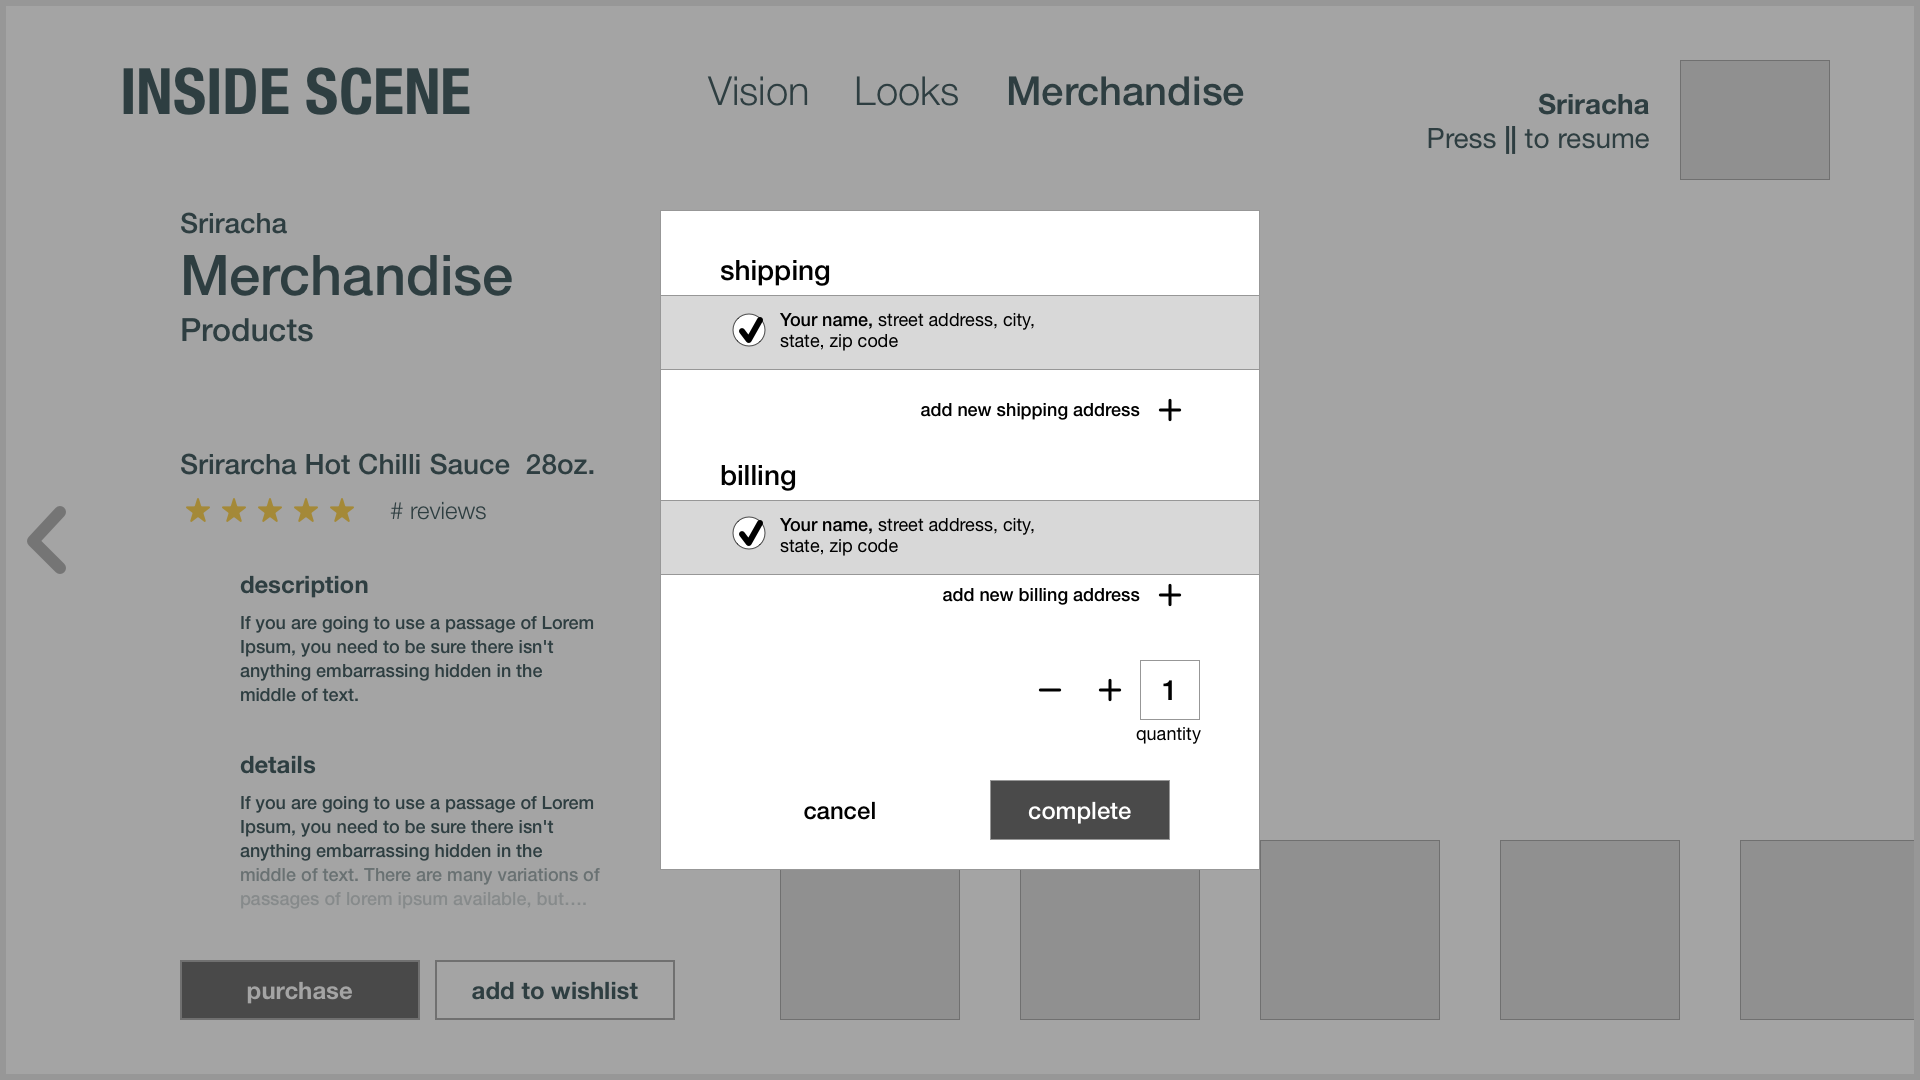 INSIDE SCENE
Vision Looks Merchandise
Sriracha
Press || to resume
Sriracha
Merchandise
Products
Srirarcha Hot Chilli Sauce 28oz.
# reviews
description
If you are going to use a passage of Lorem
Ipsum, you need to be sure there isn't
anything embarrassing hidden in the
middle of text.
details
If you are going to use a passage of Lorem
Ipsum, you need to be sure there isn't
anything embarrassing hidden in the
middle of text. There are many variations of
passages of lorem ipsum available, but....
purchase
add to wishlist
shipping
Your name, street address, city,
state, zip code
add new shipping address +
billing
Your name, street address, city,
state, zip code
add new billing address +
− + 1
quantity
cancel
complete